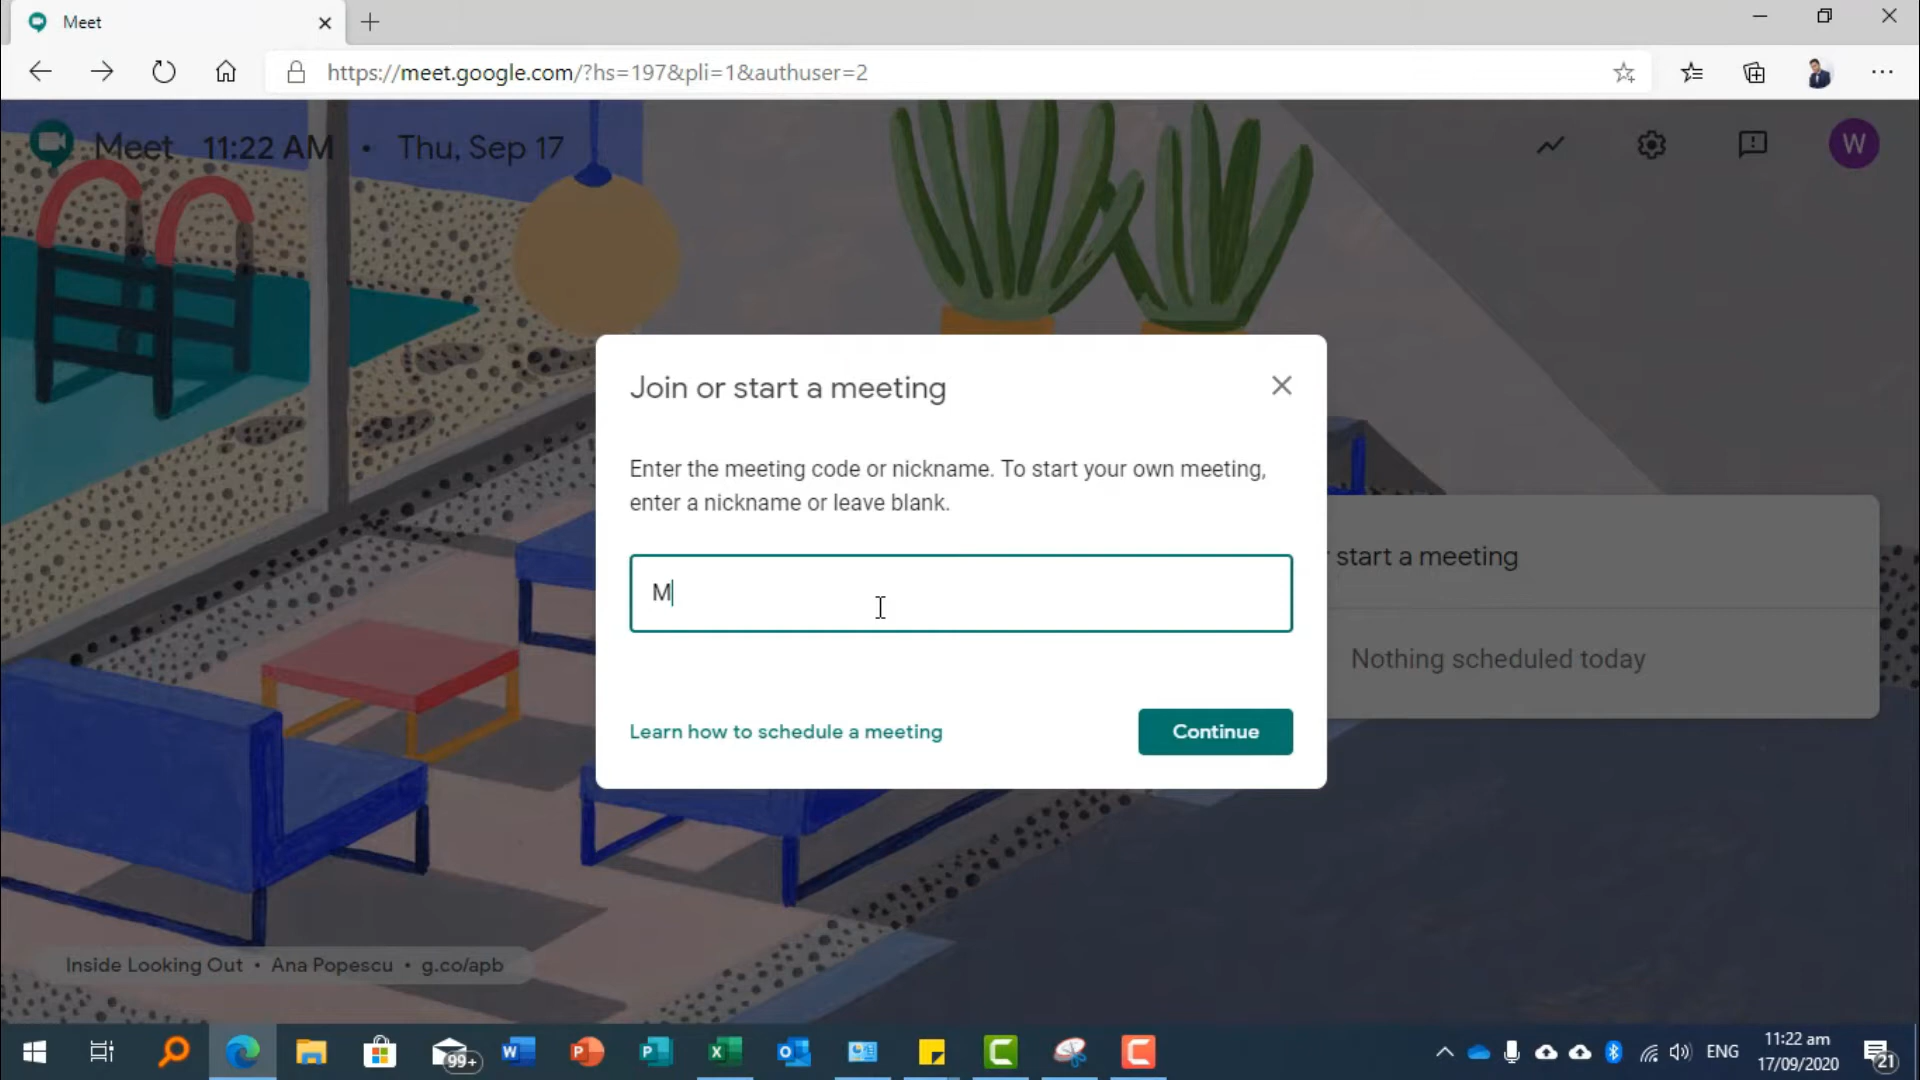 Meet
https://meet.google.com/?hs=197&pli=1&authuser=2
Meet 11:22 AM • Thu, Sep 17
W
Join or start a meeting
Enter the meeting code or nickname. To start your own meeting,
enter a nickname or leave blank.
M
Learn how to schedule a meeting
Continue
start a meeting
Nothing scheduled today
Inside Looking Out • Ana Popescu • g.co/apb
99+
ENG
11:22 am
17/09/2020
21